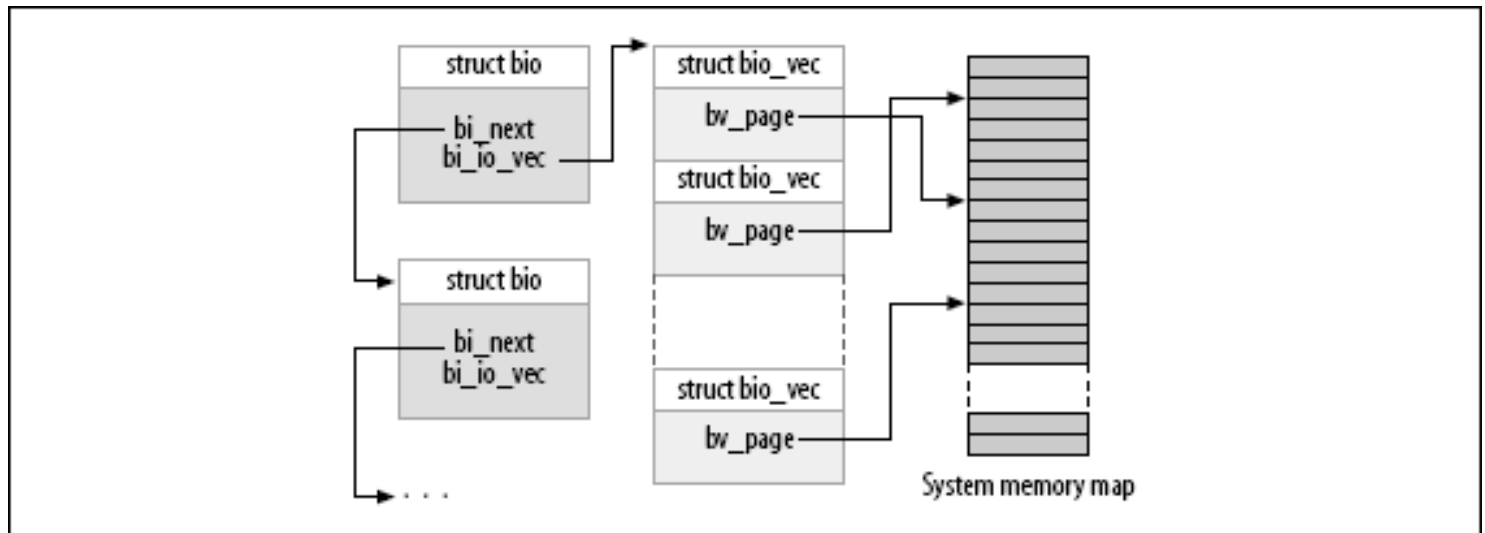 struct bio
bi_next
bi_io_vec
struct bio
bi_next
bi_io_vec
. . .
struct bio_vec
bv_page
struct bio_vec
bv_page
struct bio_vec
bv_page
System memory map